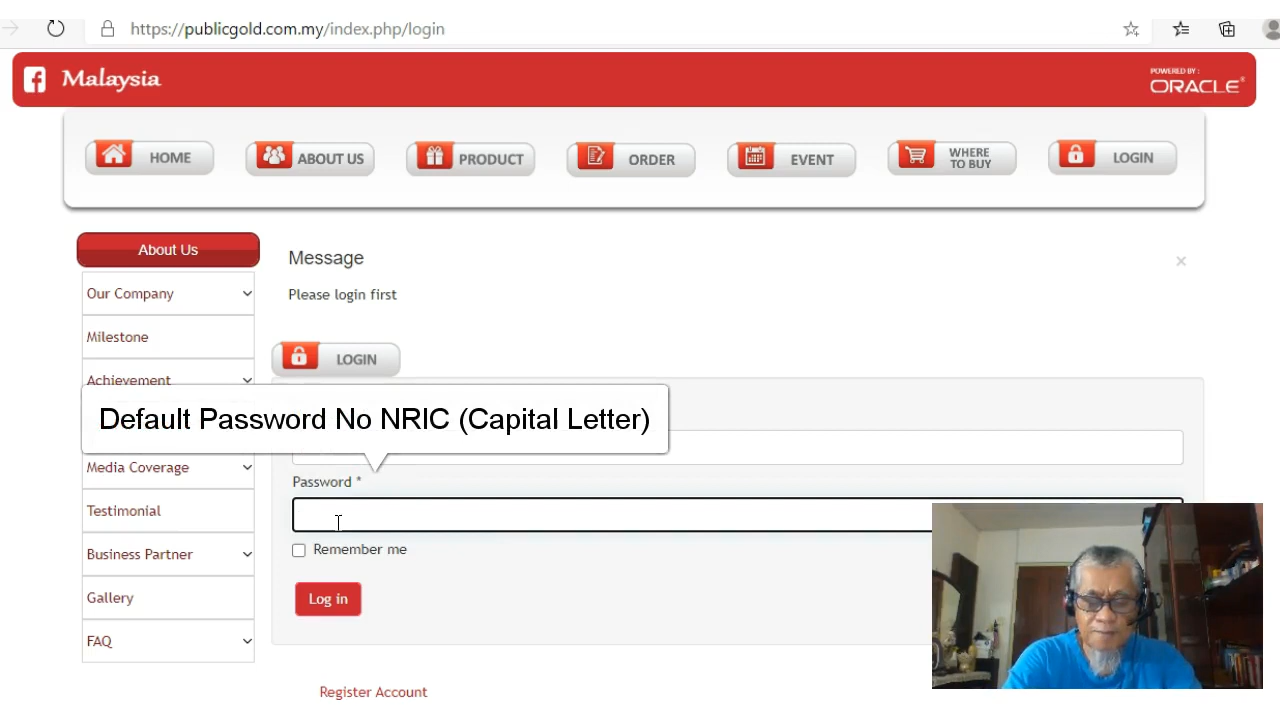 https://publicgold.com.my/index.php/login
Malaysia
POWERED BY :
ORACLE®
HOME
ABOUT US
PRODUCT
ORDER
EVENT
WHERE
TO BUY
LOGIN
About Us
Our Company
Milestone
Achievement
Media Coverage
Testimonial
Business Partner
Gallery
FAQ
Message
×
Please login first
LOGIN
Default Password No NRIC (Capital Letter)
Password *
Remember me
Log in
Register Account